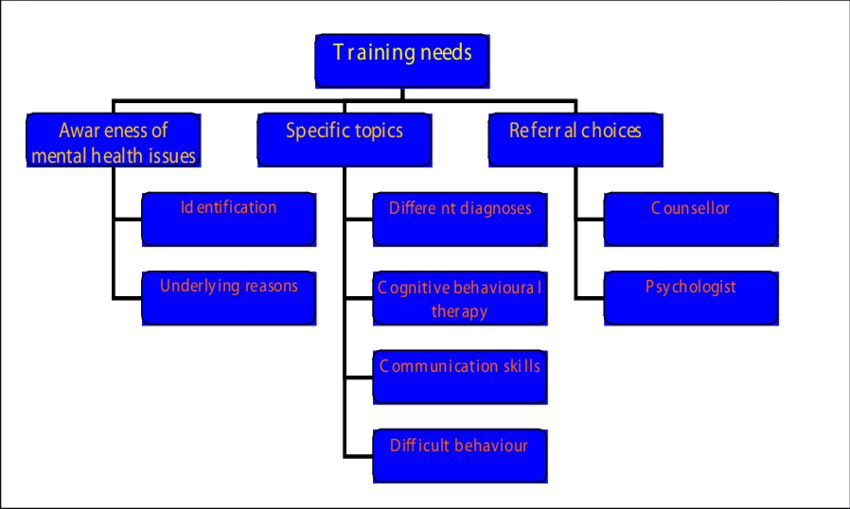 Training needs
Awareness of
mental health issues
Specific topics
Referral choices
Identification
Underlying reasons
Different diagnoses
Cognitive behavioural
therapy
Communication skills
Difficult behaviour
Counsellor
Psychologist